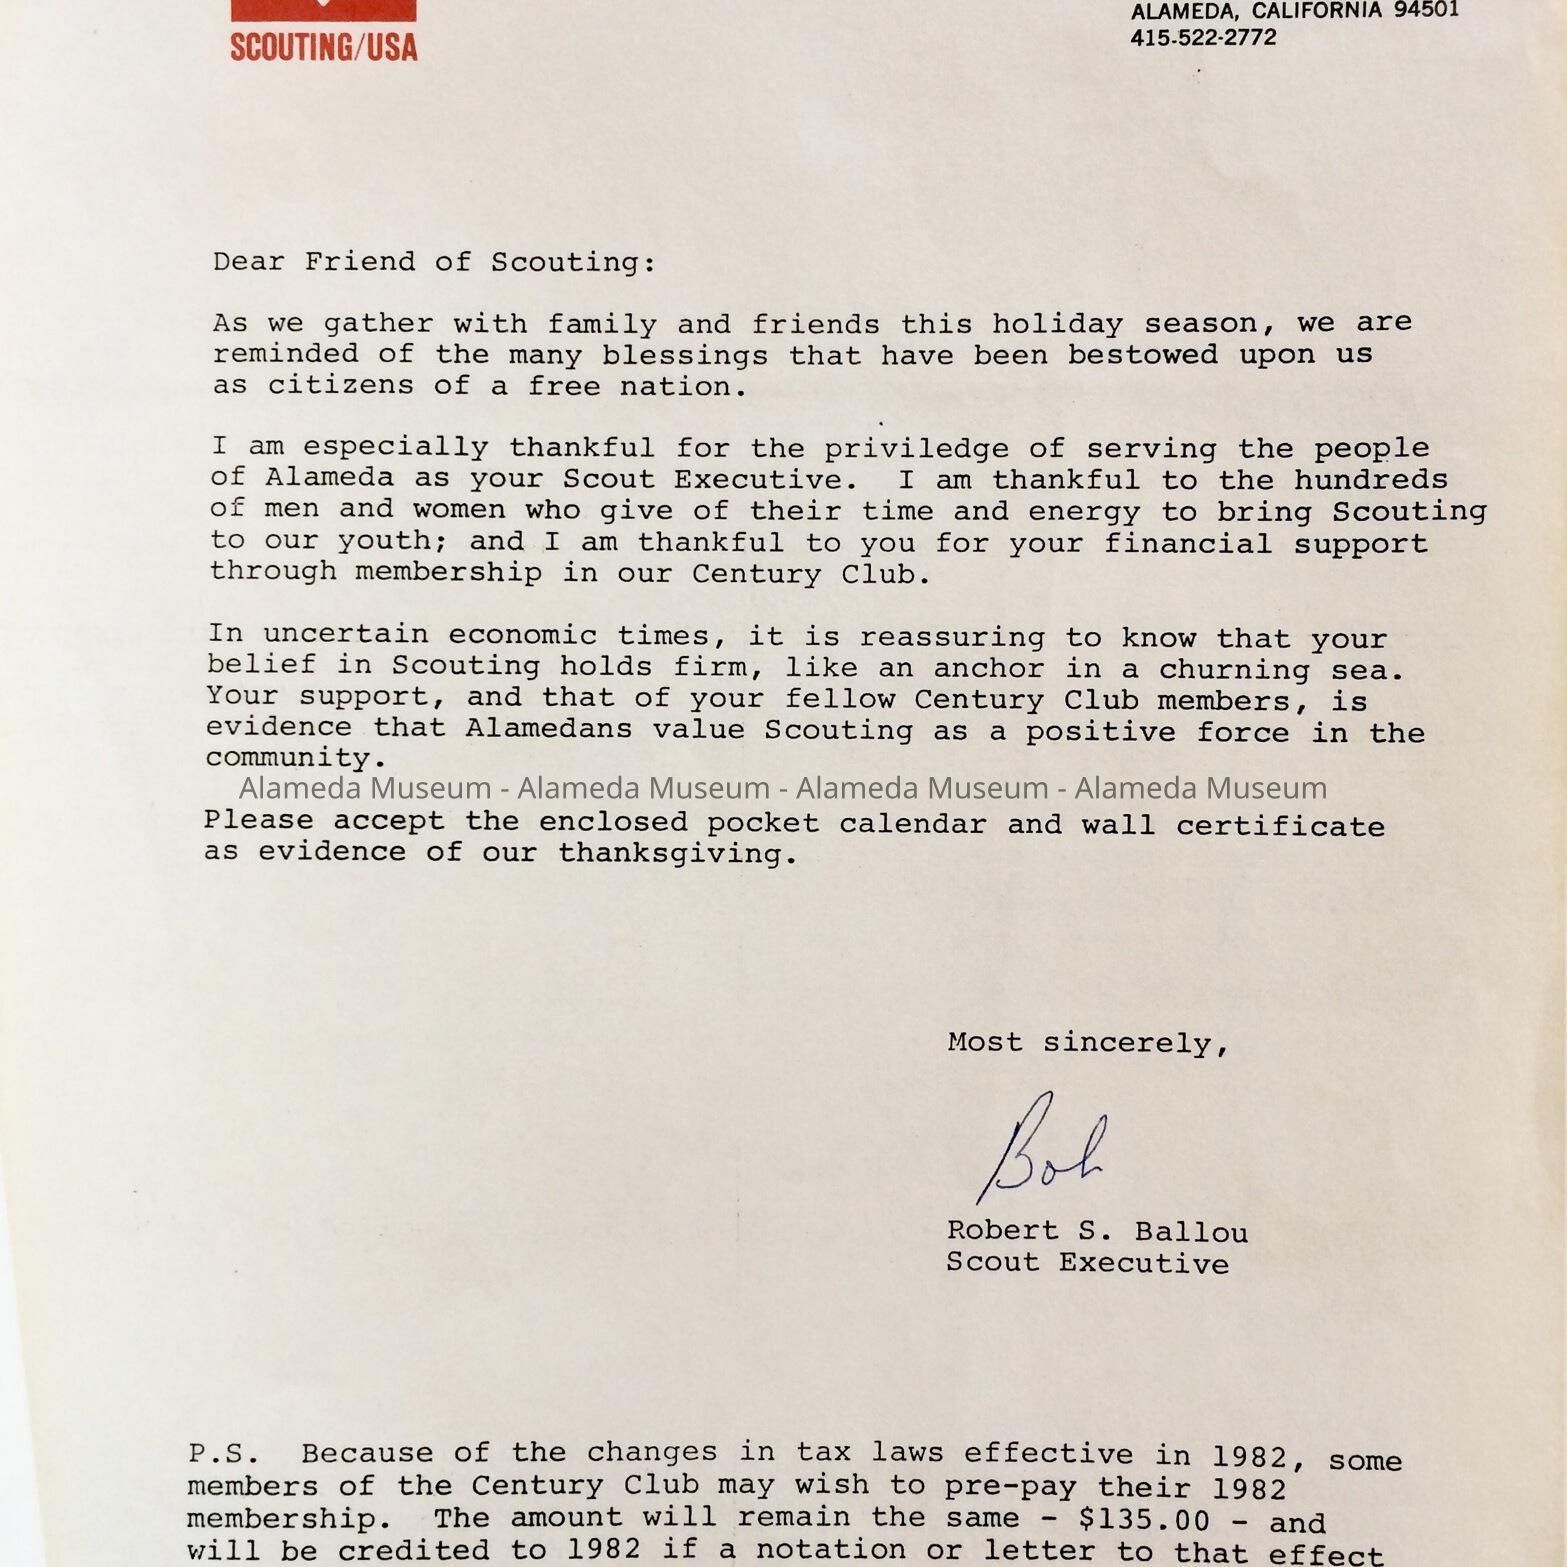 SCOUTING/USA
ALAMEDA, CALIFORNIA 94501
415-522-2772
Dear Friend of Scouting:
As we gather with family and friends this holiday season, we are
reminded of the many blessings that have been bestowed upon us
as citizens of a free nation.
I am especially thankful for the priviledge of serving the people
of Alameda as your Scout Executive.  I am thankful to the hundreds
of men and women who give of their time and energy to bring Scouting
to our youth; and I am thankful to you for your financial support
through membership in our Century Club.
In uncertain economic times, it is reassuring to know that your
belief in Scouting holds firm, like an anchor in a churning sea.
Your support, and that of your fellow Century Club members, is
evidence that Alamedans value Scouting as a positive force in the
community.
Alameda Museum - Alameda Museum - Alameda Museum - Alameda Museum
Please accept the enclosed pocket calendar and wall certificate
as evidence of our thanksgiving.
Most sincerely,
Bob
Robert S. Ballou
Scout Executive
P.S.  Because of the changes in tax laws effective in 1982, some
members of the Century Club may wish to pre-pay their 1982
membership.  The amount will remain the same - $135.00 - and
will be credited to 1982 if a notation or letter to that effect